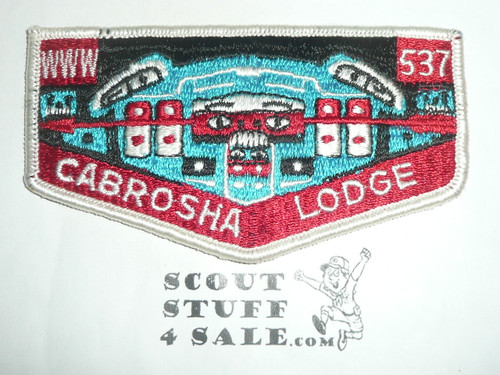 WWW 537
CABROSHA LODGE
SCOUT
STUFF
4 SALE.COM